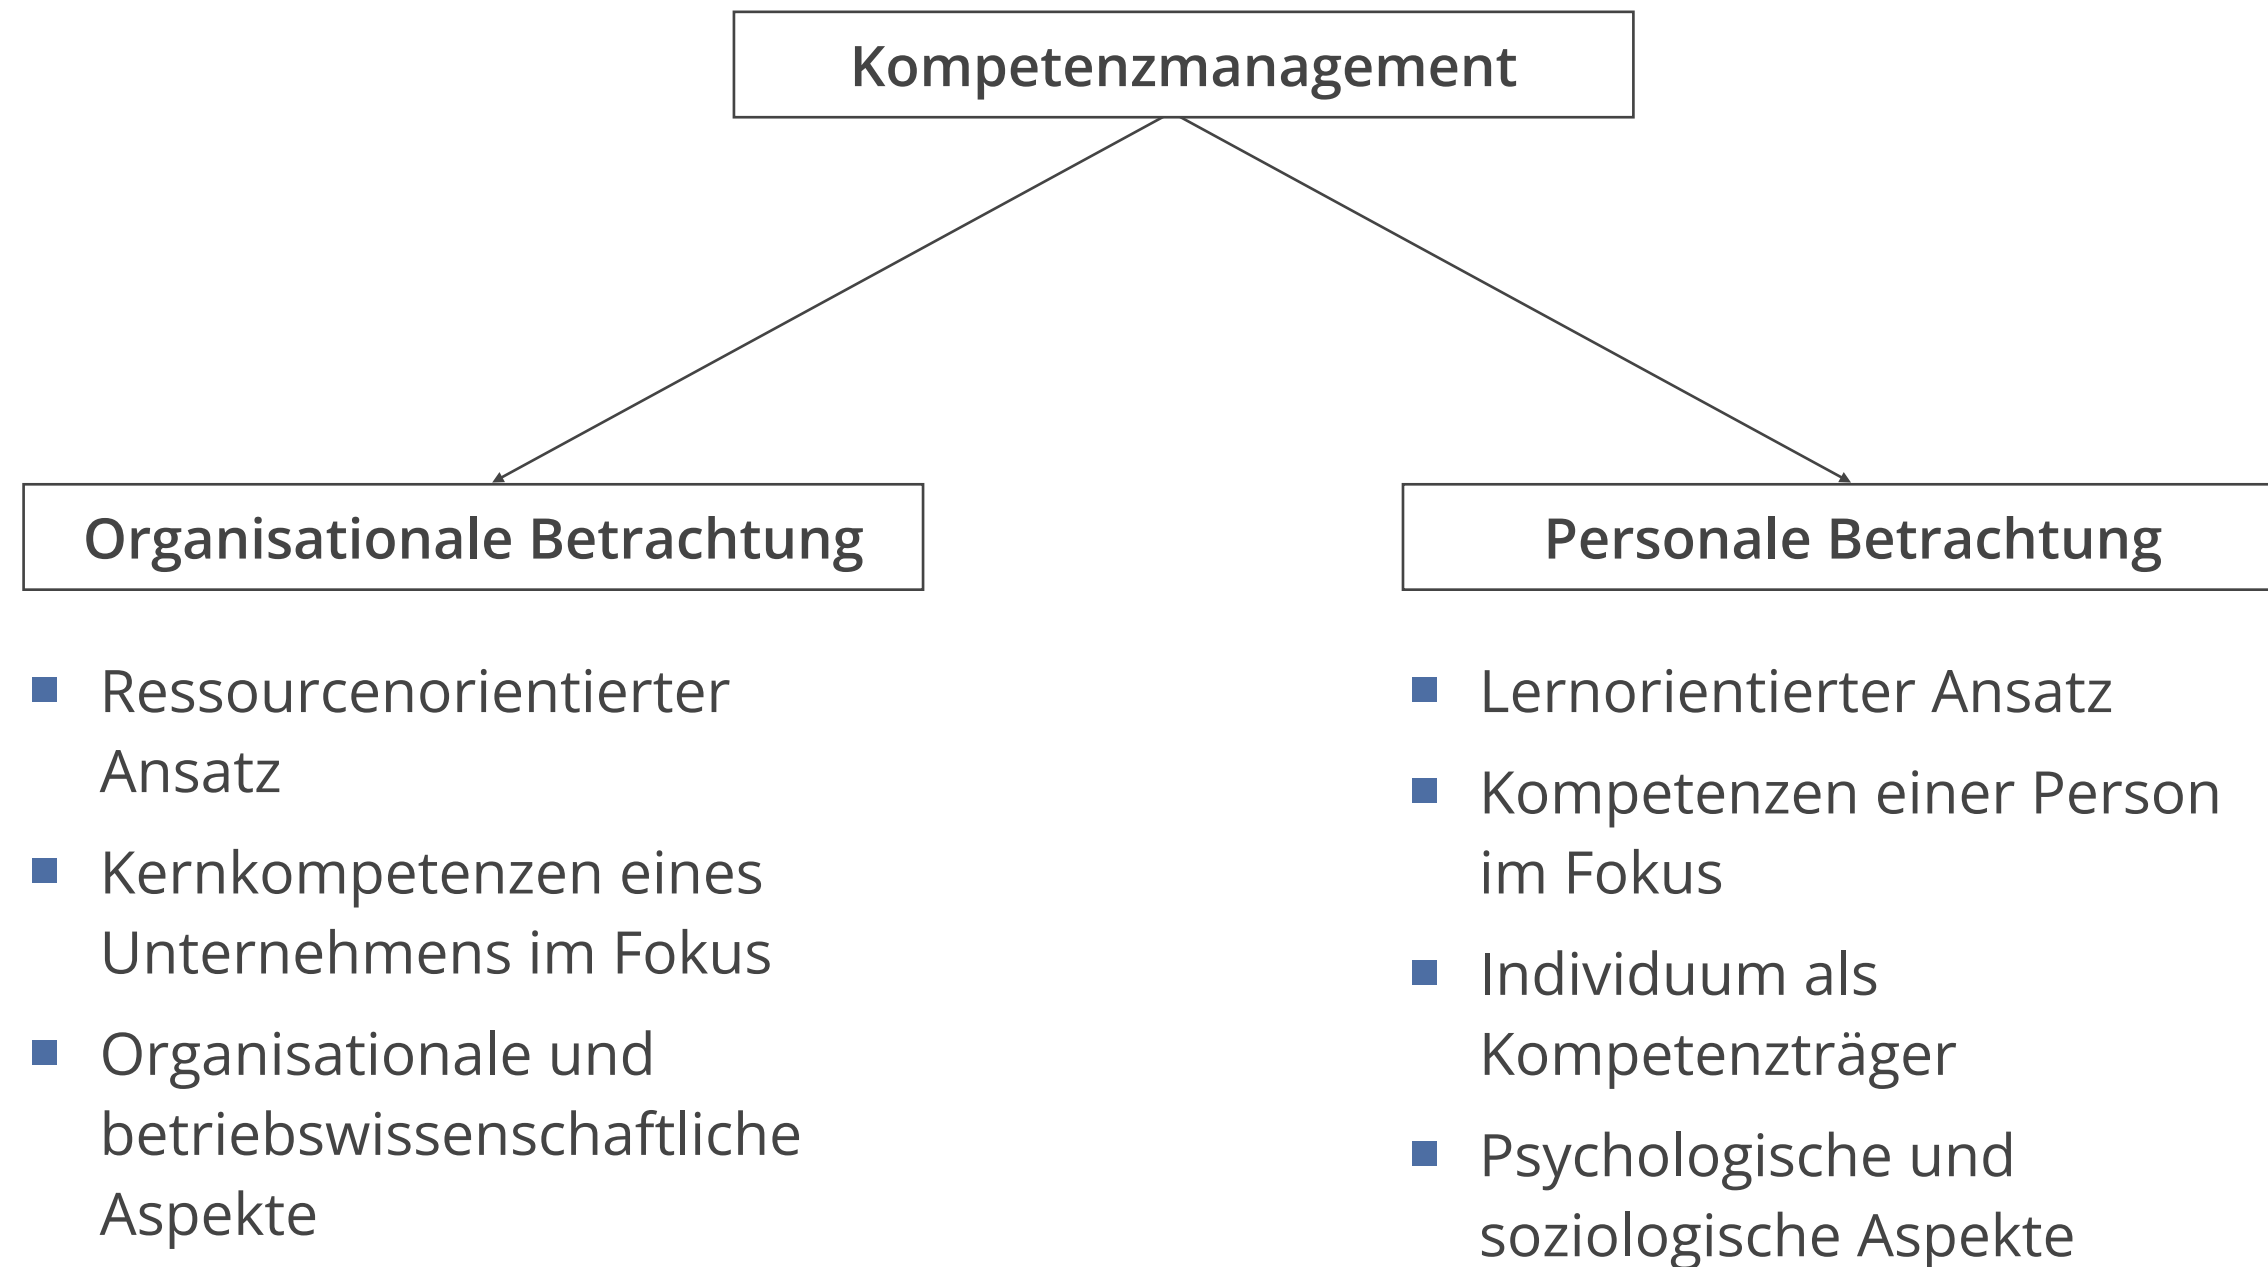 Kompetenzmanagement
Organisationale Betrachtung
Ressourcenorientierter
Ansatz
Kernkompetenzen eines
Unternehmens im Fokus
Organisationale und
betriebswissenschaftliche
Aspekte
Personale Betrachtung
Lernorientierter Ansatz
Kompetenzen einer Person
im Fokus
Individuum als
Kompetenzträger
Psychologische und
soziologische Aspekte